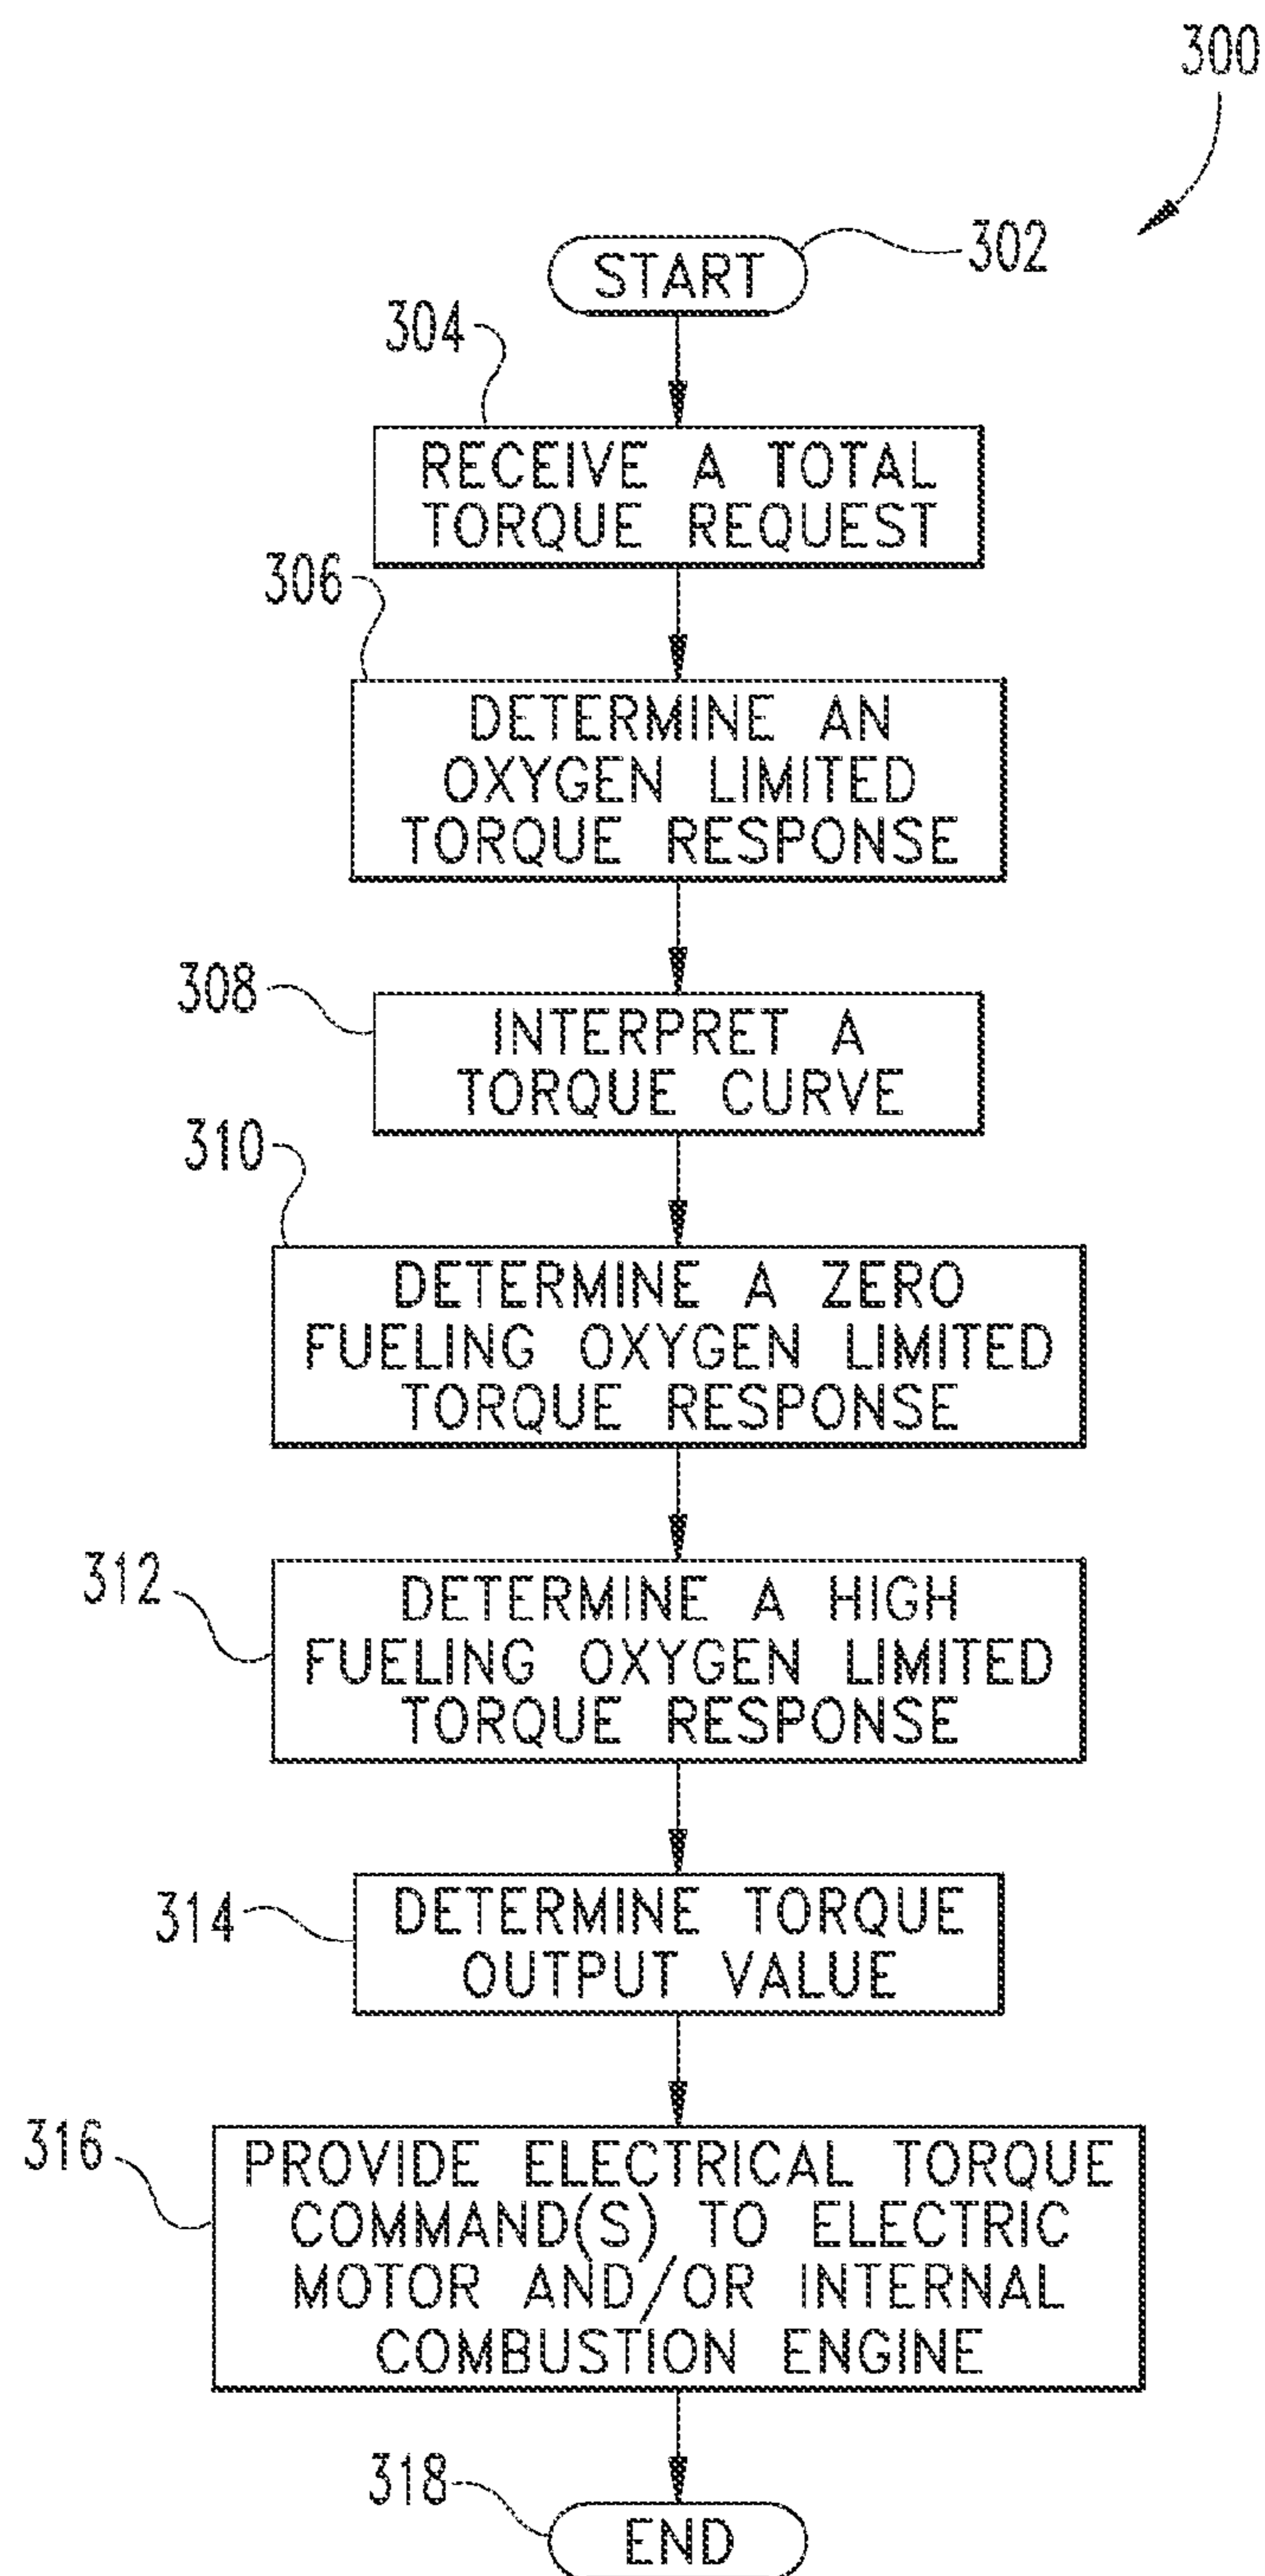 300
START
302
304
RECEIVE A TOTAL
TORQUE REQUEST
306
DETERMINE AN
OXYGEN LIMITED
TORQUE RESPONSE
308
INTERPRET A
TORQUE CURVE
310
DETERMINE A ZERO
FUELING OXYGEN LIMITED
TORQUE RESPONSE
312
DETERMINE A HIGH
FUELING OXYGEN LIMITED
TORQUE RESPONSE
314
DETERMINE TORQUE
OUTPUT VALUE
316
PROVIDE ELECTRICAL TORQUE
COMMAND(S) TO ELECTRIC
MOTOR AND/OR INTERNAL
COMBUSTION ENGINE
318
END